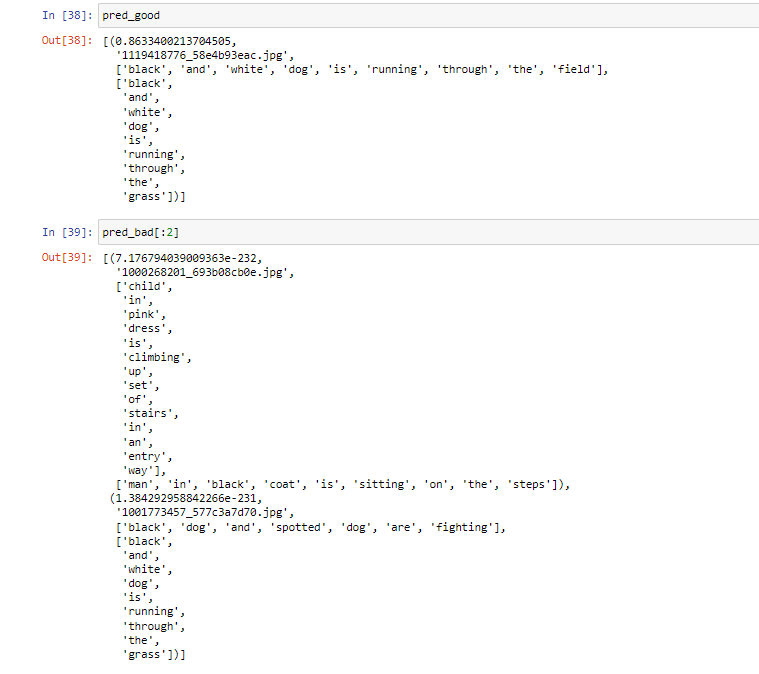 In [38]: pred_good
Out[38]: [(0.8633400213704505,
'1119418776_58e4b93eac.jpg',
['black', 'and', 'white', 'dog', 'is', 'running', 'through', 'the', 'field'],
['black',
'and',
'white',
'dog',
'is',
'running',
'through',
'the',
'grass'])]
In [39]: pred_bad[:2]
Out[39]: [(7.176794039009363e-232,
'1000268201_693b08cb0e.jpg',
['child',
'in',
'pink',
'dress',
'is',
'climbing',
'up',
'set',
'of',
'stairs',
'in',
'an',
'entry',
'way'],
['man', 'in', 'black', 'coat', 'is', 'sitting', 'on', 'the', 'steps']),
(1.384292958842266e-231,
'1001773457_577c3a7d70.jpg',
['black', 'dog', 'and', 'spotted', 'dog', 'are', 'fighting'],
['black',
'and',
'white',
'dog',
'is',
'running',
'through',
'the',
'grass'])]